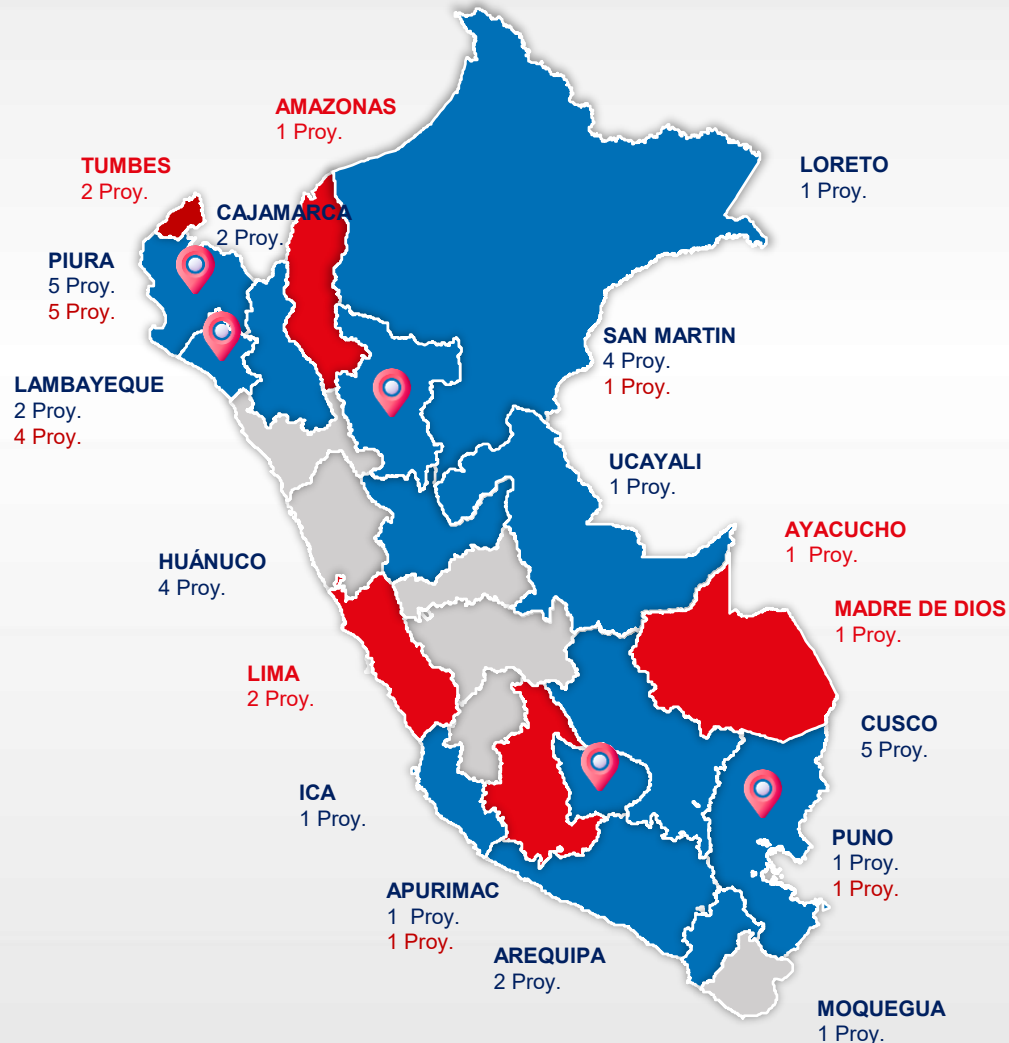 AMAZONAS
1 Proy.
TUMBES
2 Proy.
LORETO
1 Proy.
CAJAMARCA
2 Proy.
PIURA
5 Proy.
5 Proy.
SAN MARTIN
4 Proy.
1 Proy.
LAMBAYEQUE
2 Proy.
4 Proy.
UCAYALI
1 Proy.
AYACUCHO
1 Proy.
HUÁNUCO
4 Proy.
MADRE DE DIOS
1 Proy.
LIMA
2 Proy.
CUSCO
5 Proy.
ICA
1 Proy.
PUNO
1 Proy.
1 Proy.
APURIMAC
1 Proy.
1 Proy.
AREQUIPA
2 Proy.
MOQUEGUA
1 Proy.